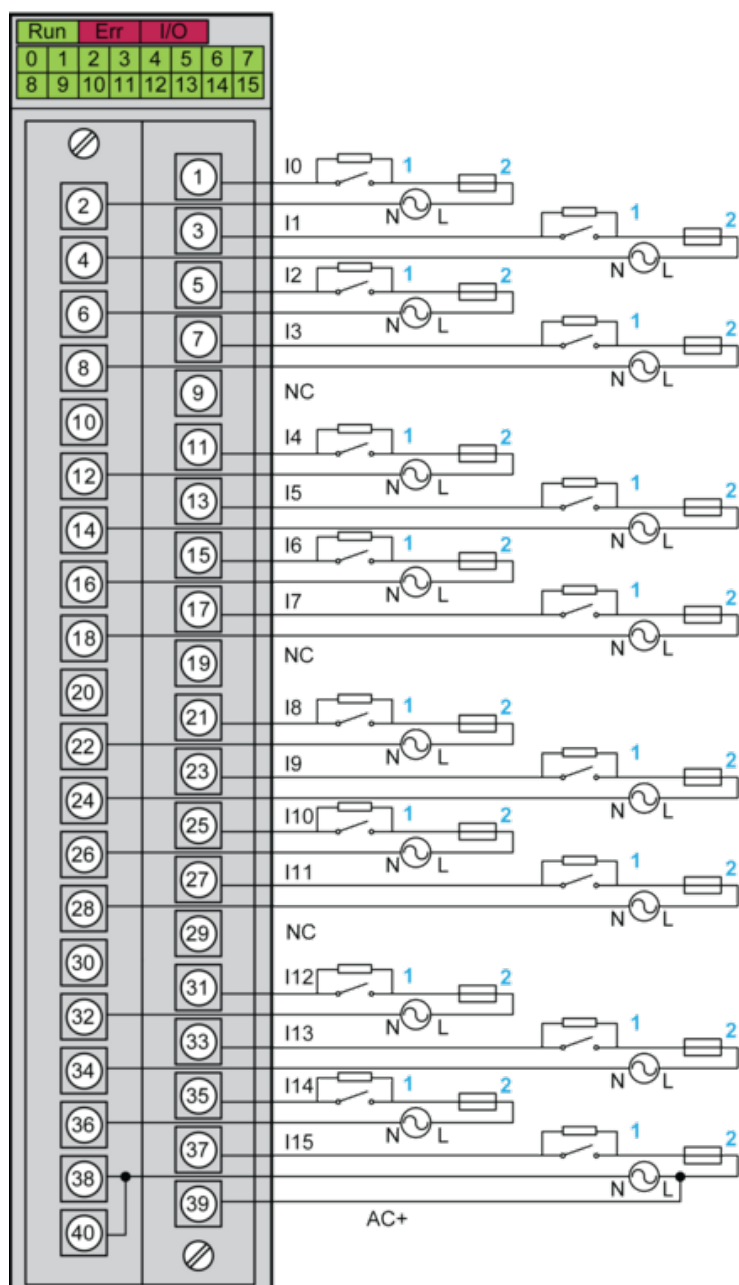 Run Err I/O
0 1 2 3 4 5 6 7
8 9 10 11 12 13 14 15
1 I0 1 2
2 N L
3 I1 1 2
4 N L
5 I2 1 2
6 N L
7 I3 1 2
8 N L
9 NC
10
11 I4 1 2
12 N L
13 I5 1 2
14 N L
15 I6 1 2
16 N L
17 I7 1 2
18 N L
19 NC
20
21 I8 1 2
22 N L
23 I9 1 2
24 N L
25 I10 1 2
26 N L
27 I11 1 2
28 N L
29 NC
30
31 I12 1 2
32 N L
33 I13 1 2
34 N L
35 I14 1 2
36 N L
37 I15 1 2
38 N L
39 AC+
40